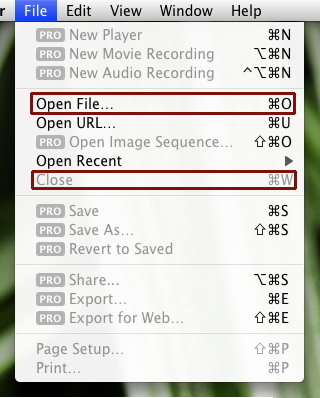 r File Edit View Window Help
PRO New Player ⌘N
PRO New Movie Recording ⌥⌘N
PRO New Audio Recording ^⌥⌘N
Open File... ⌘O
Open URL... ⌘U
PRO Open Image Sequence... ⇧⌘O
Open Recent ▶
Close ⌘W
PRO Save ⌘S
PRO Save As... ⇧⌘S
PRO Revert to Saved
PRO Share... ⌥⌘S
PRO Export... ⌘E
PRO Export for Web... ⇧⌘E
Page Setup... ⇧⌘P
Print... ⌘P